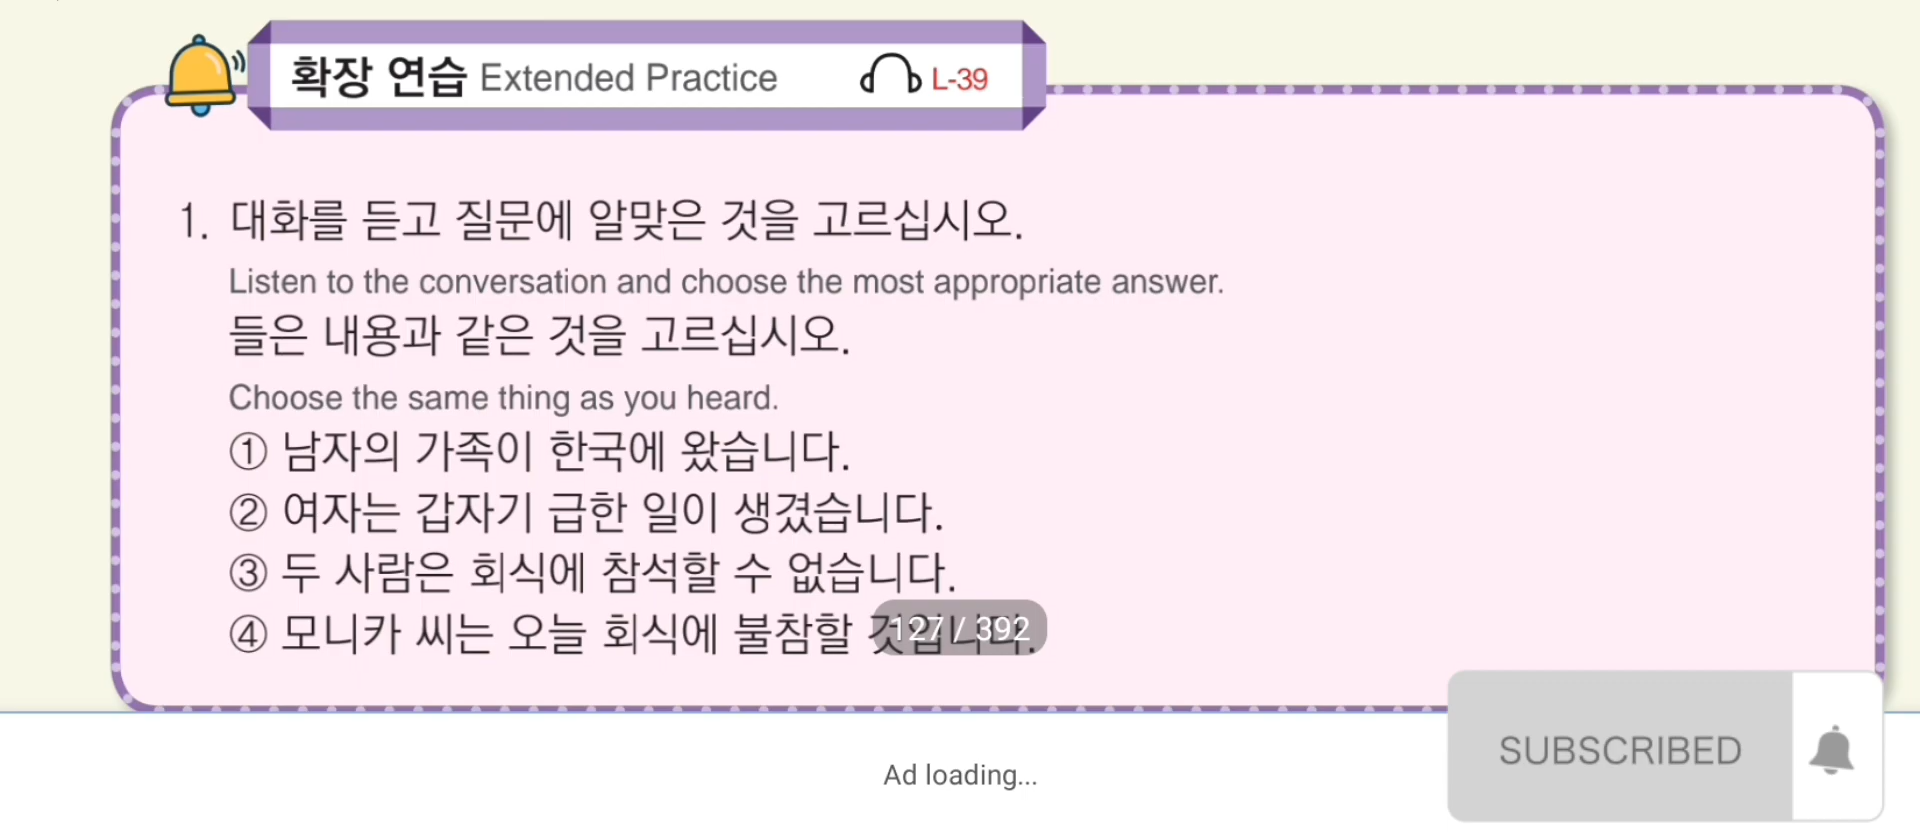 확장 연습 Extended Practice L-39
1. 대화를 듣고 질문에 알맞은 것을 고르십시오.
Listen to the conversation and choose the most appropriate answer.
들은 내용과 같은 것을 고르십시오.
Choose the same thing as you heard.
① 남자의 가족이 한국에 왔습니다.
② 여자는 갑자기 급한 일이 생겼습니다.
③ 두 사람은 회식에 참석할 수 없습니다.
④ 모니카 씨는 오늘 회식에 불참할 것입니다.
127 / 392
SUBSCRIBED
Ad loading...